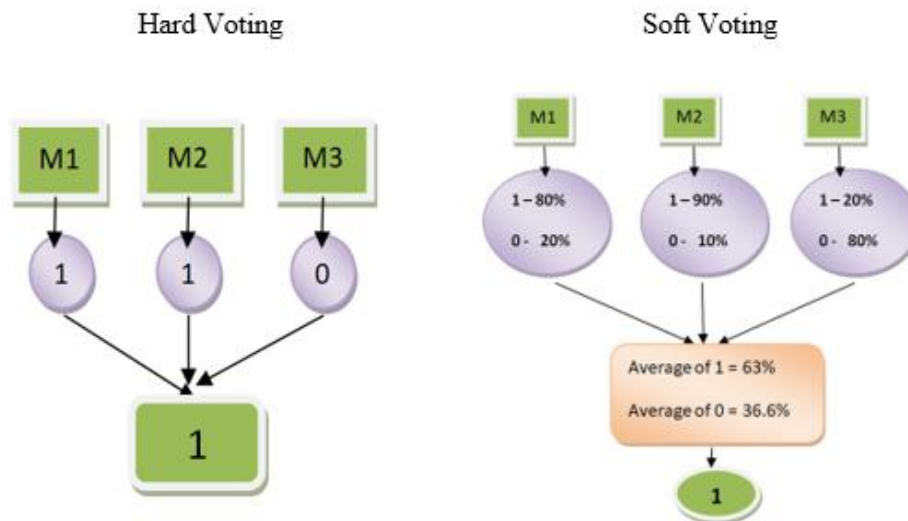 Hard Voting
M1
M2
M3
1
1
0
1
Soft Voting
M1
M2
M3
1 – 80%
0 - 20%
1 – 90%
0 - 10%
1 – 20%
0 - 80%
Average of 1 = 63%
Average of 0 = 36.6%
1